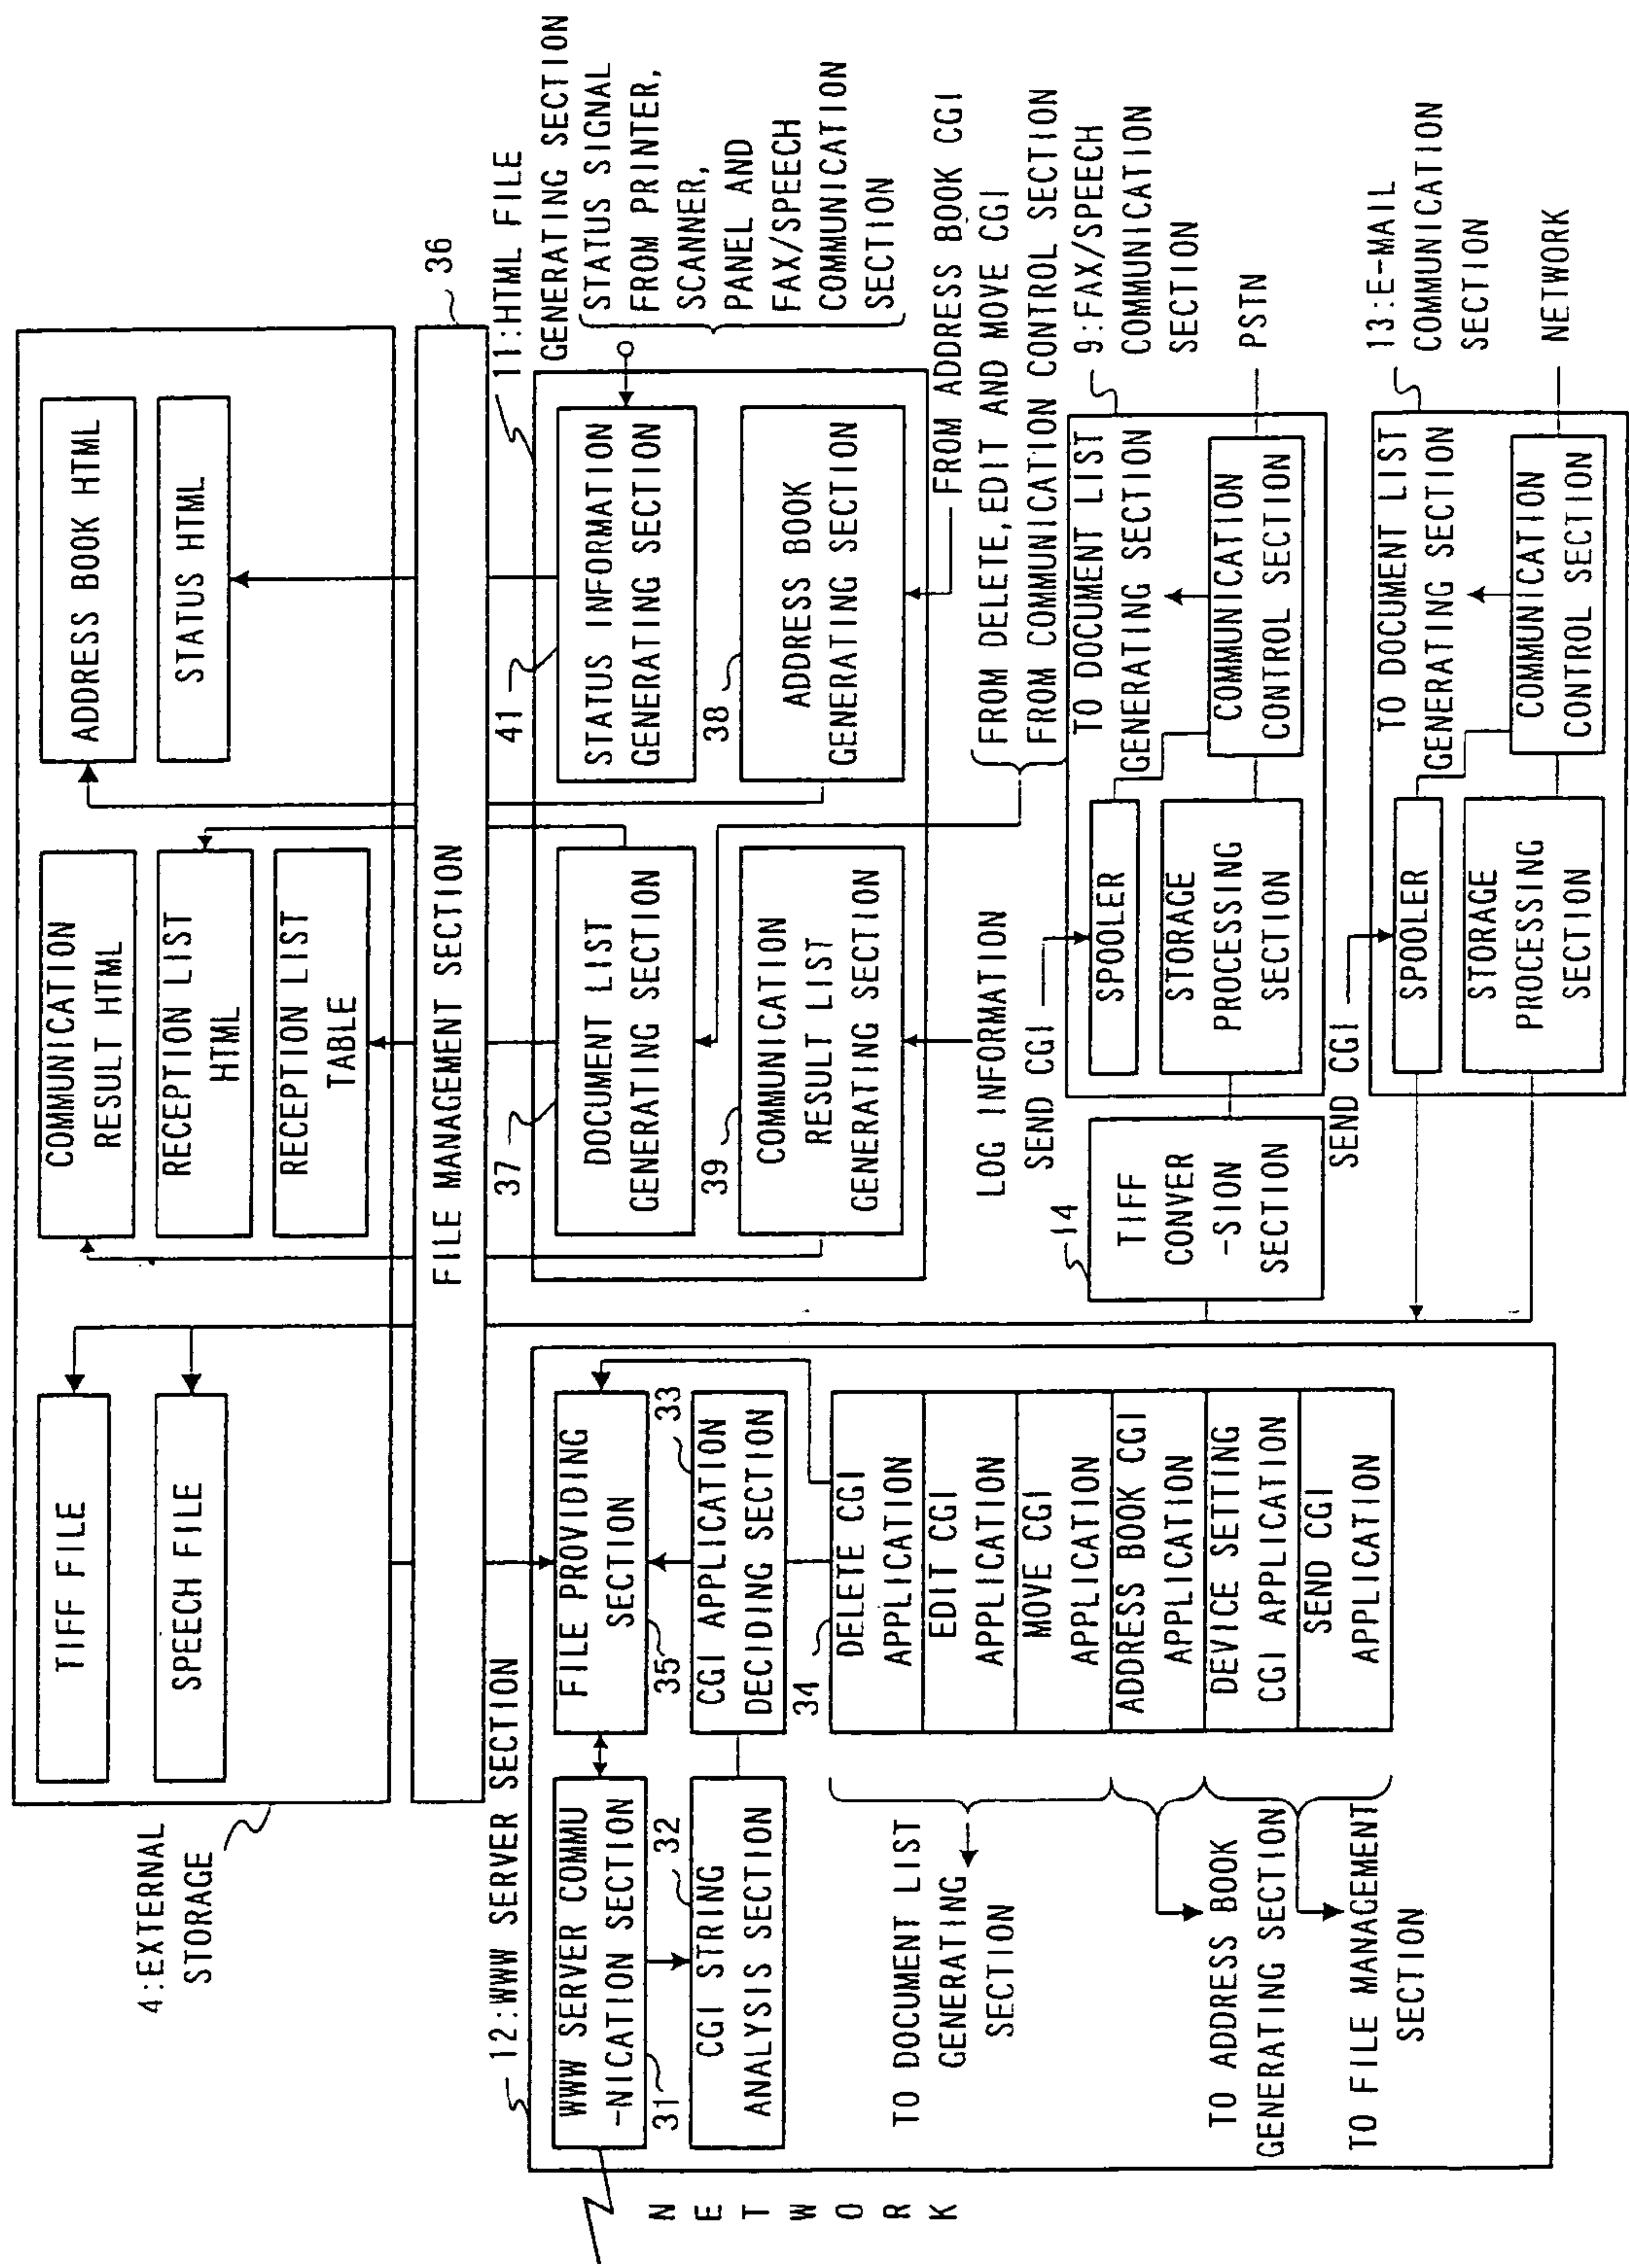 4:EXTERNAL
STORAGE
TIFF FILE
SPEECH FILE
COMMUNICATION
RESULT HTML
RECEPTION LIST
HTML
RECEPTION LIST
TABLE
ADDRESS BOOK HTML
STATUS HTML
FILE MANAGEMENT SECTION
36
12:WWW SERVER SECTION
WWW SERVER COMMU
-NICATION SECTION
31
CGI STRING
ANALYSIS SECTION
32
FILE PROVIDING
SECTION
35
33
CGI APPLICATION
DECIDING SECTION
34
DELETE CGI
APPLICATION
EDIT CGI
APPLICATION
MOVE CGI
APPLICATION
ADDRESS BOOK CGI
APPLICATION
DEVICE SETTING
CGI APPLICATION
SEND CGI
APPLICATION
TO DOCUMENT LIST
GENERATING
SECTION
TO ADDRESS BOOK
GENERATING SECTION
TO FILE MANAGEMENT
SECTION
NETWORK
11:HTML FILE
GENERATING SECTION
37
DOCUMENT LIST
GENERATING SECTION
39
COMMUNICATION
RESULT LIST
GENERATING SECTION
41
STATUS INFORMATION
GENERATING SECTION
38
ADDRESS BOOK
GENERATING SECTION
STATUS SIGNAL
FROM PRINTER,
SCANNER,
PANEL AND
FAX/SPEECH
COMMUNICATION
SECTION
FROM ADDRESS BOOK CGI
FROM DELETE,EDIT AND MOVE CGI
FROM COMMUNICATION CONTROL SECTION
LOG INFORMATION
SEND CGI
14
TIFF
CONVER
-SION
SECTION
9:FAX/SPEECH
COMMUNICATION
SECTION
TO DOCUMENT LIST
GENERATING SECTION
SPOOLER
STORAGE
PROCESSING
SECTION
COMMUNICATION
CONTROL SECTION
PSTN
SEND CGI
13:E-MAIL
COMMUNICATION
SECTION
TO DOCUMENT LIST
GENERATING SECTION
SPOOLER
STORAGE
PROCESSING
SECTION
COMMUNICATION
CONTROL SECTION
NETWORK